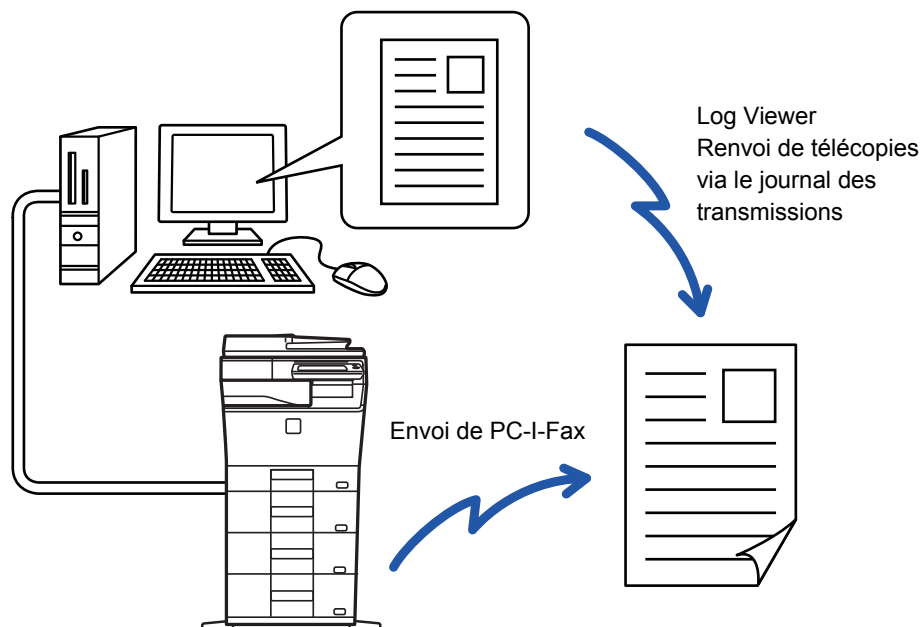 Log Viewer
Renvoi de télécopies
via le journal des
transmissions
Envoi de PC-I-Fax